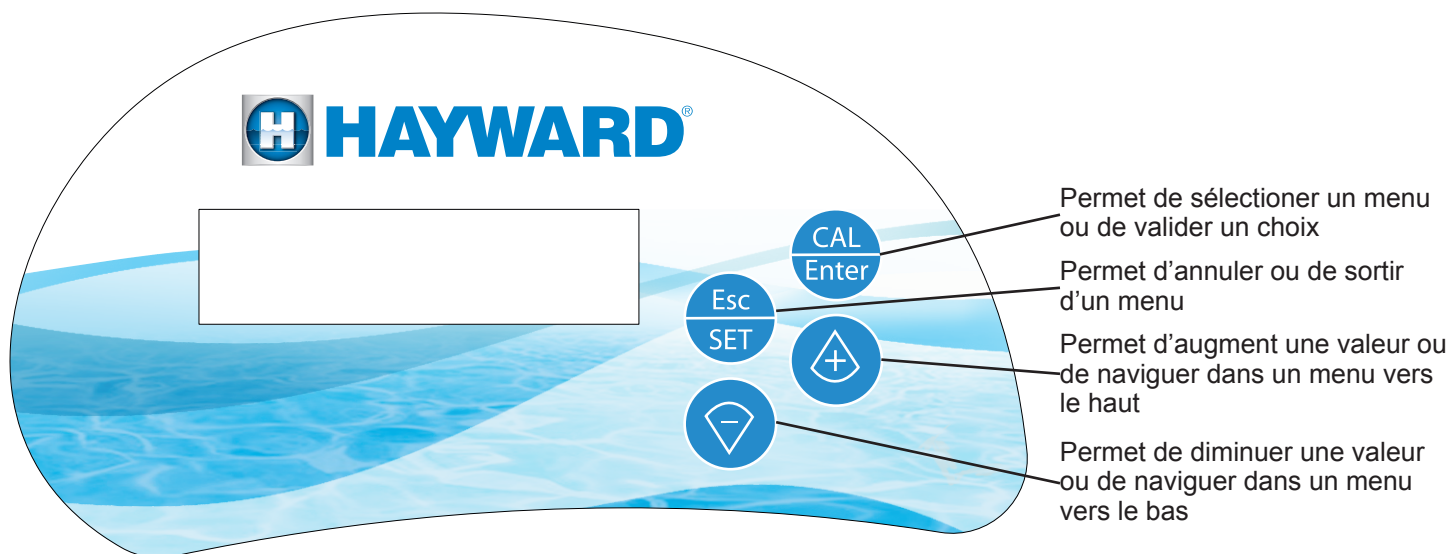 HAYWARD®
CAL
Enter
Esc
SET
+
-
Permet de sélectioner un menu
ou de valider un choix
Permet d'annuler ou de sortir
d'un menu
Permet d'augment une valeur ou
de naviguer dans un menu vers
le haut
Permet de diminuer une valeur
ou de naviguer dans un menu
vers le bas